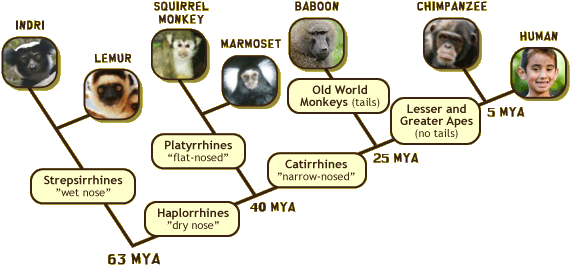 INDRI
LEMUR
SQUIRREL
MONKEY
MARMOSET
BABOON
CHIMPANZEE
HUMAN
Old World
Monkeys (tails)
Lesser and
Greater Apes
(no tails)
5 MYA
Platyrrhines
“flat-nosed”
Catirrhines
”narrow-nosed”
25 MYA
Strepsirrhines
”wet nose”
Haplorrhines
”dry nose”
40 MYA
63 MYA